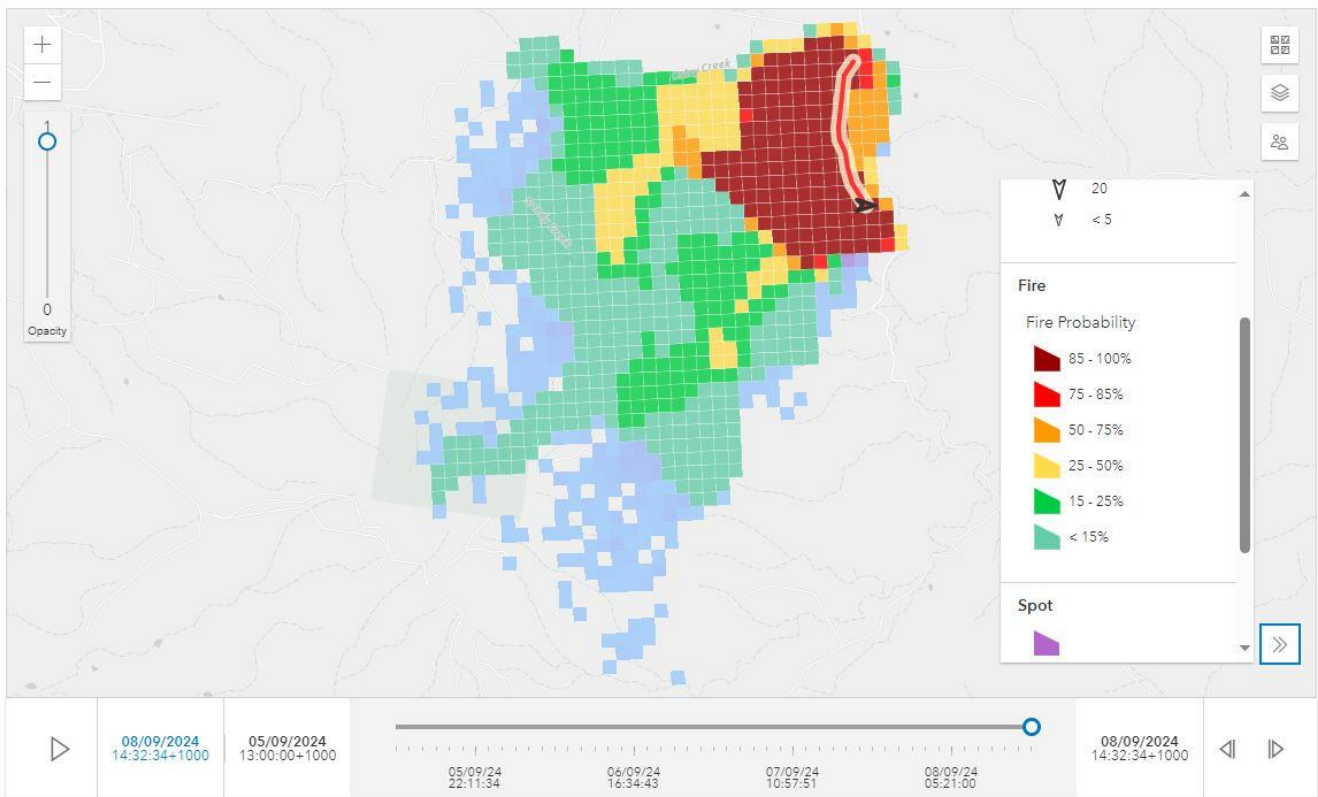 +
−
1
0
Opacity
Creek
20
< 5
Fire
Fire Probability
85 - 100%
75 - 85%
50 - 75%
25 - 50%
15 - 25%
< 15%
Spot
08/09/2024
14:32:34+1000
05/09/2024
13:00:00+1000
05/09/24
22:11:34
06/09/24
16:34:43
07/09/24
10:57:51
08/09/24
05:21:00
08/09/2024
14:32:34+1000